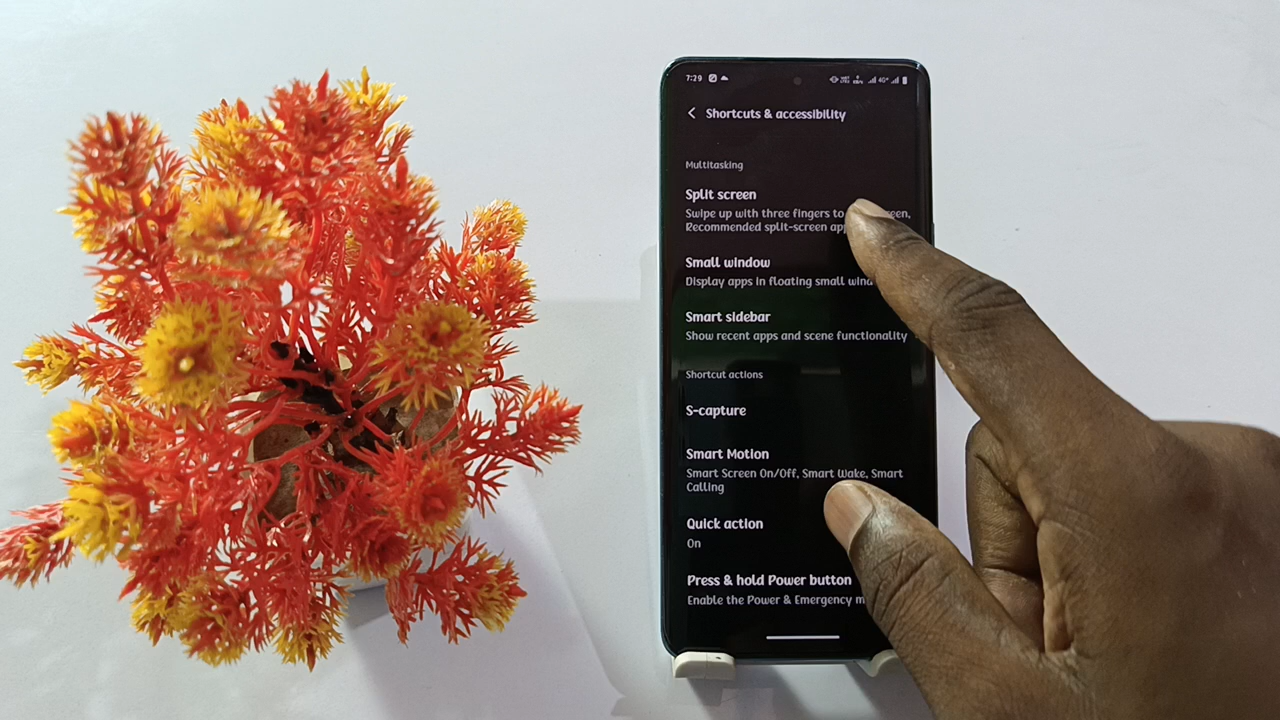 7:29
Shortcuts & accessibility
Multitasking
Split screen
Swipe up with three fingers to
Recommended split-screen
Small window
Display apps in floating small
Smart sidebar
Show recent apps and scene functionality
Shortcut actions
S-capture
Smart Motion
Smart Screen On/Off, Smart Wake, Smart
Calling
Quick action
On
Press & hold Power button
Enable the Power & Emergency